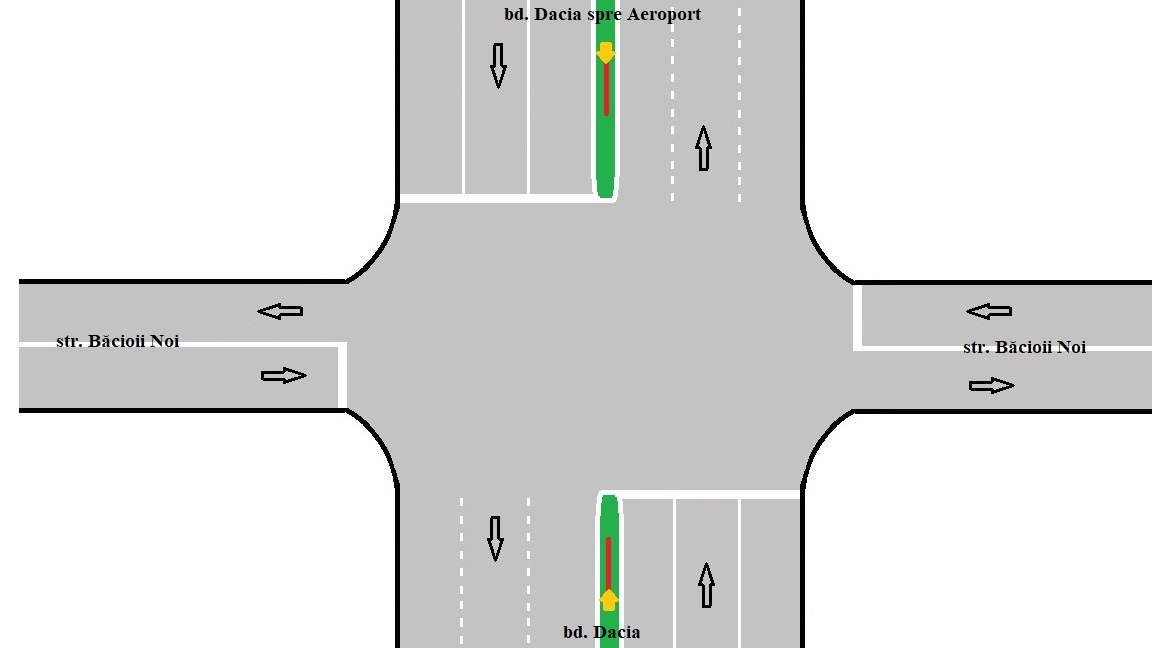 bd. Dacia spre Aeroport
str. Băcioii Noi
str. Băcioii Noi
bd. Dacia